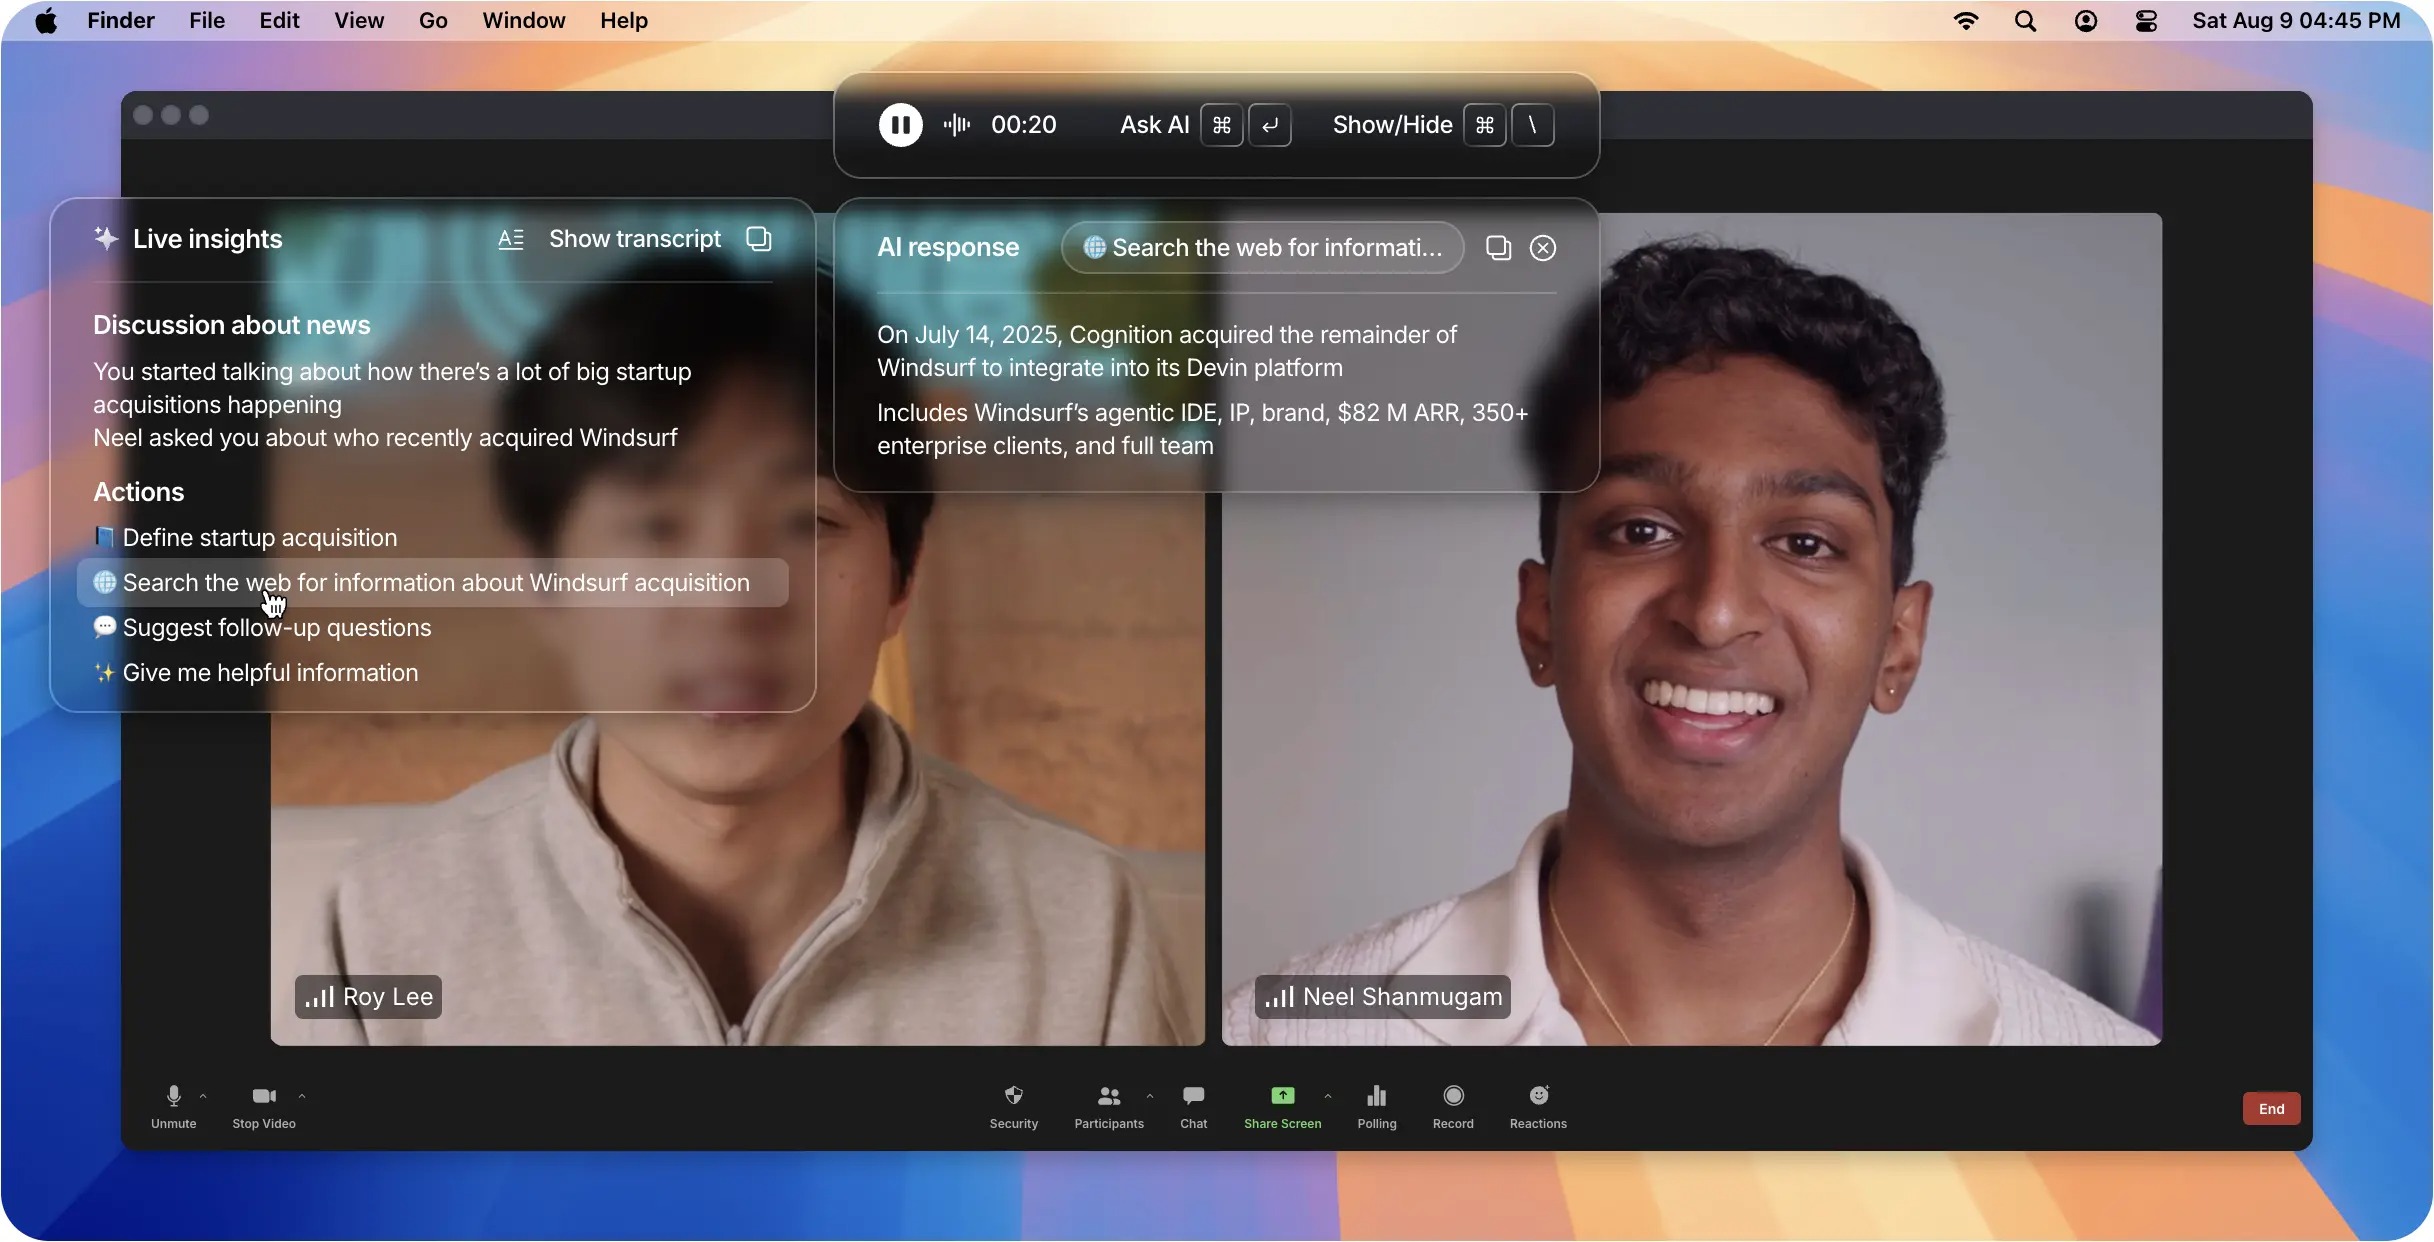 Finder File Edit View Go Window Help
Sat Aug 9 04:45 PM
00:20 Ask AI ⌘ ↵ Show/Hide ⌘ \
Live insights
Show transcript
Discussion about news
You started talking about how there’s a lot of big startup
acquisitions happening
Neel asked you about who recently acquired Windsurf
Actions
Define startup acquisition
Search the web for information about Windsurf acquisition
Suggest follow-up questions
Give me helpful information
AI response
Search the web for informati...
On July 14, 2025, Cognition acquired the remainder of
Windsurf to integrate into its Devin platform
Includes Windsurf’s agentic IDE, IP, brand, $82 M ARR, 350+
enterprise clients, and full team
Roy Lee
Neel Shanmugam
Unmute Stop Video Security Participants Chat Share Screen Polling Record Reactions End